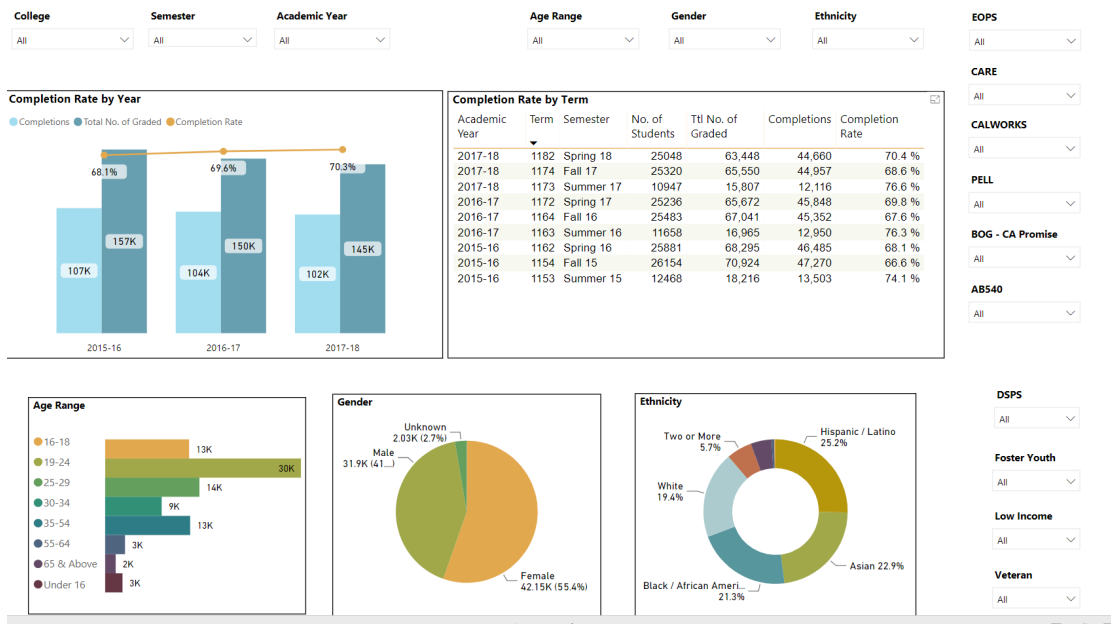 College
Semester
Academic Year
Age Range
Gender
Ethnicity
EOPS
All
All
All
All
All
All
All
CARE
All
CALWORKS
All
PELL
All
BOG - CA Promise
All
AB540
All
Completion Rate by Year
Completions Total No. of Graded Completion Rate
68.1%
69.6%
70.3%
157K
150K
145K
107K
104K
102K
2015-16
2016-17
2017-18
Completion Rate by Term
Academic Year Term Semester No. of Students Ttl No. of Graded Completions Completion Rate
2017-18 1182 Spring 18 25048 63,448 44,660 70.4 %
2017-18 1174 Fall 17 25320 65,550 44,957 68.6 %
2017-18 1173 Summer 17 10947 15,807 12,116 76.6 %
2016-17 1172 Spring 17 25236 65,672 45,848 69.8 %
2016-17 1164 Fall 16 25483 67,041 45,352 67.6 %
2016-17 1163 Summer 16 11658 16,965 12,950 76.3 %
2015-16 1162 Spring 16 25881 68,295 46,485 68.1 %
2015-16 1154 Fall 15 26154 70,924 47,270 66.6 %
2015-16 1153 Summer 15 12468 18,216 13,503 74.1 %
Age Range
16-18 13K
19-24 30K
25-29 14K
30-34 9K
35-54 13K
55-64 3K
65 & Above 2K
Under 16 3K
Gender
Unknown
2.03K (2.7%)
Male
31.9K (41...)
Female
42.15K (55.4%)
Ethnicity
Two or More
5.7%
Hispanic / Latino
25.2%
White
19.4%
Asian 22.9%
Black / African Ameri...
21.3%
DSPS
All
Foster Youth
All
Low Income
All
Veteran
All